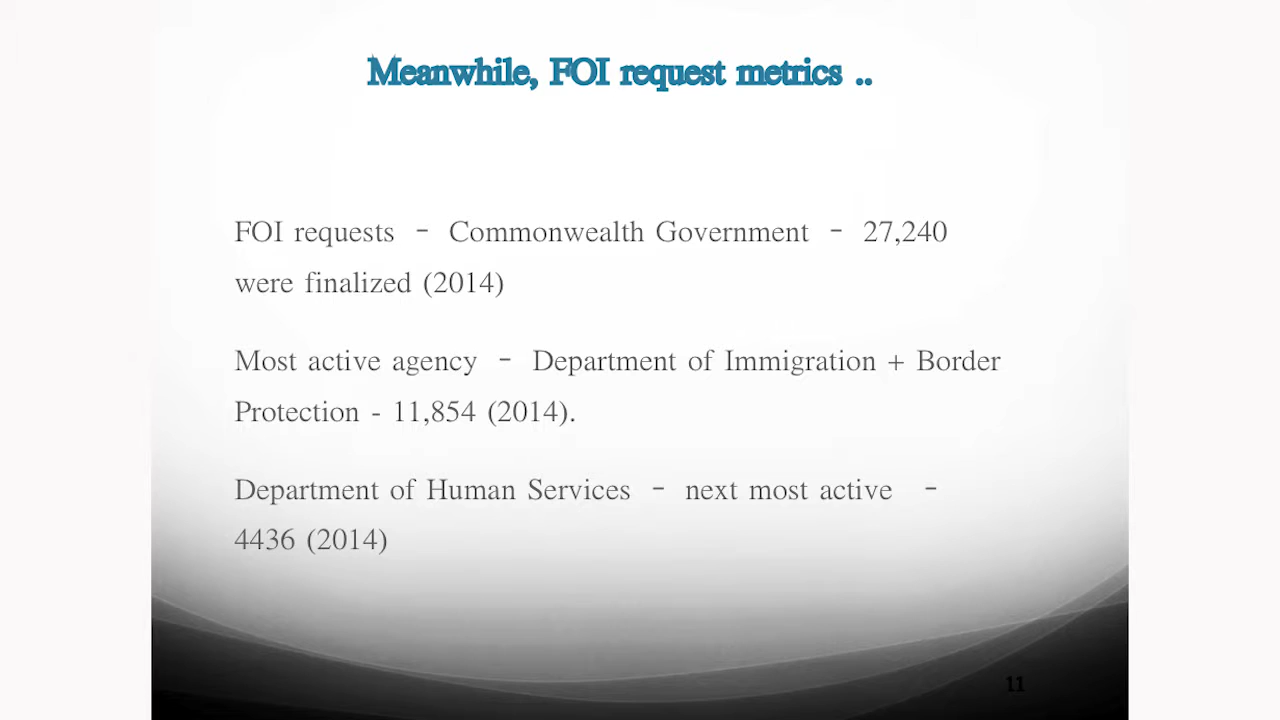 Meanwhile, FOI request metrics ..
FOI requests – Commonwealth Government – 27,240
were finalized (2014)
Most active agency – Department of Immigration + Border
Protection - 11,854 (2014).
Department of Human Services – next most active –
4436 (2014)
11